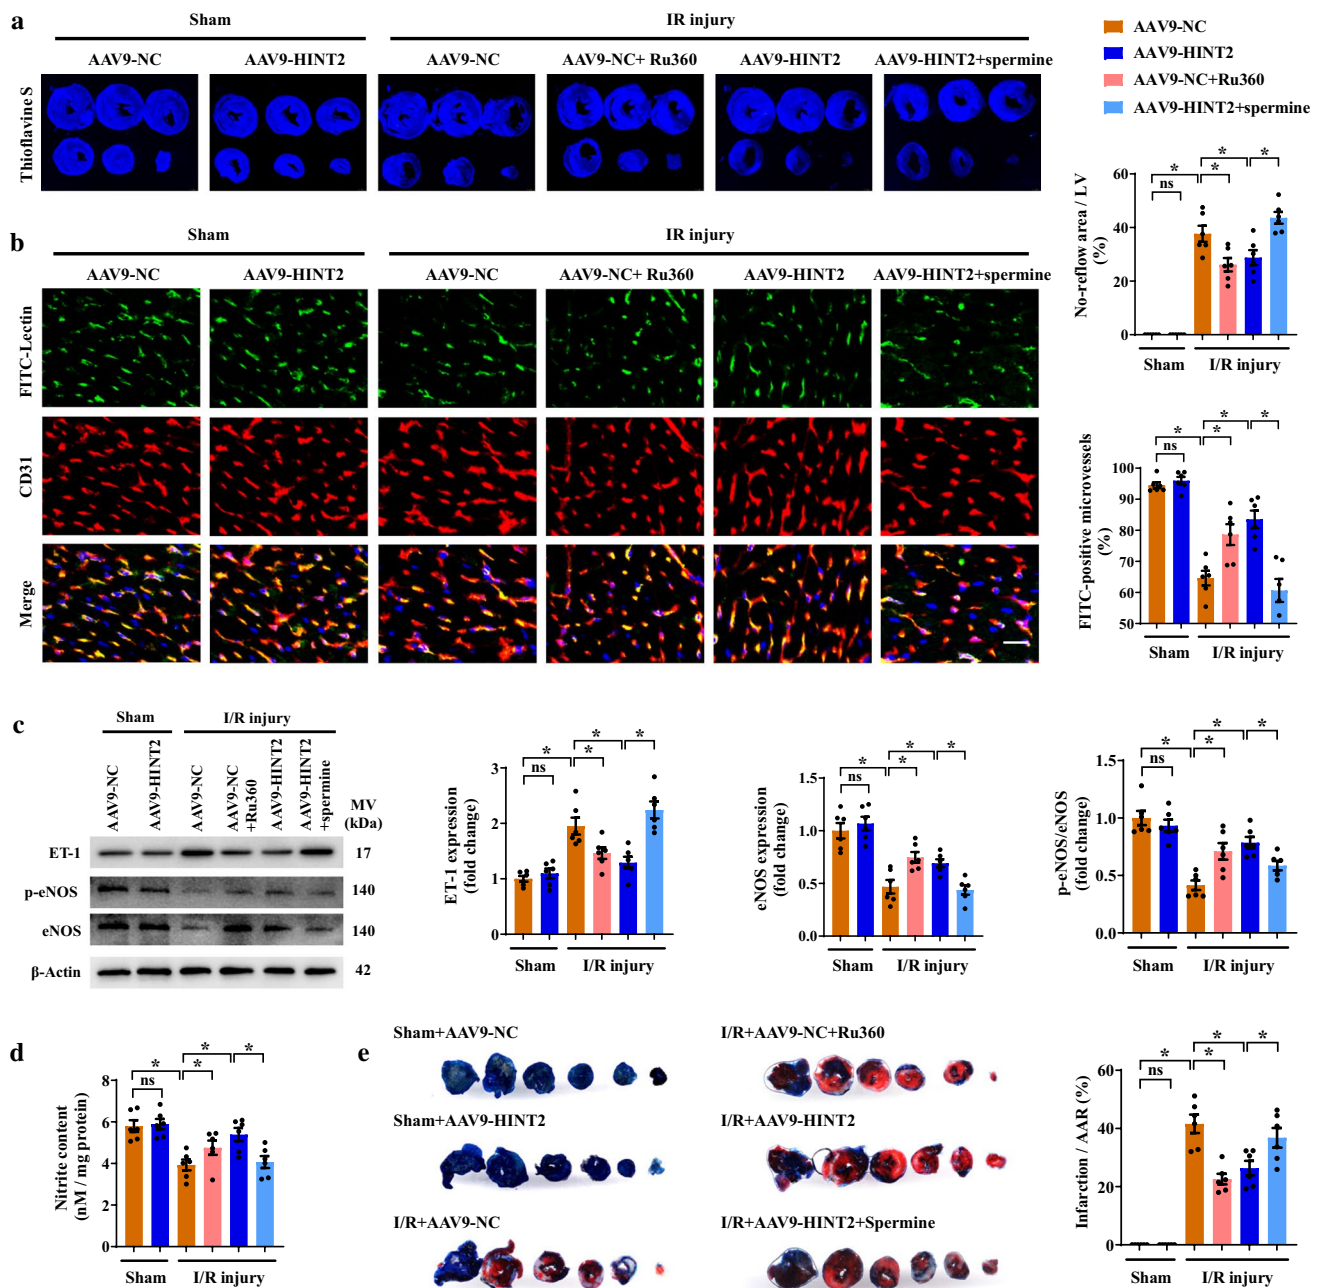 a
Sham
IR injury
AAV9-NC
AAV9-HINT2
AAV9-NC
AAV9-NC+ Ru360
AAV9-HINT2
AAV9-HINT2+spermine
Thioflavine S
AAV9-NC
AAV9-HINT2
AAV9-NC+Ru360
AAV9-HINT2+spermine
No-reflow area / LV
(%)
60
40
20
0
ns
*
*
*
*
Sham
I/R injury
b
Sham
IR injury
AAV9-NC
AAV9-HINT2
AAV9-NC
AAV9-NC+ Ru360
AAV9-HINT2
AAV9-HINT2+spermine
FITC-Lectin
CD31
Merge
FITC-positive microvessels
(%)
100
90
80
70
60
50
ns
*
*
*
*
Sham
I/R injury
c
Sham
I/R injury
AAV9-NC
AAV9-HINT2
AAV9-NC
AAV9-NC
+Ru360
AAV9-HINT2
AAV9-HINT2
+spermine
MV
(kDa)
ET-1
17
p-eNOS
140
eNOS
140
β-Actin
42
ET-1 expression
(fold change)
3
2
1
0
ns
*
*
*
*
Sham
I/R injury
eNOS expression
(fold change)
1.5
1.0
0.5
0.0
ns
*
*
*
*
Sham
I/R injury
p-eNOS/eNOS
(fold change)
1.5
1.0
0.5
0.0
ns
*
*
*
*
Sham
I/R injury
d
Nitrite content
(nM / mg protein)
8
6
4
2
0
ns
*
*
*
*
Sham
I/R injury
e
Sham+AAV9-NC
I/R+AAV9-NC+Ru360
Sham+AAV9-HINT2
I/R+AAV9-HINT2
I/R+AAV9-NC
I/R+AAV9-HINT2+Spermine
Infarction / AAR (%)
60
40
20
0
ns
*
*
*
*
Sham
I/R injury